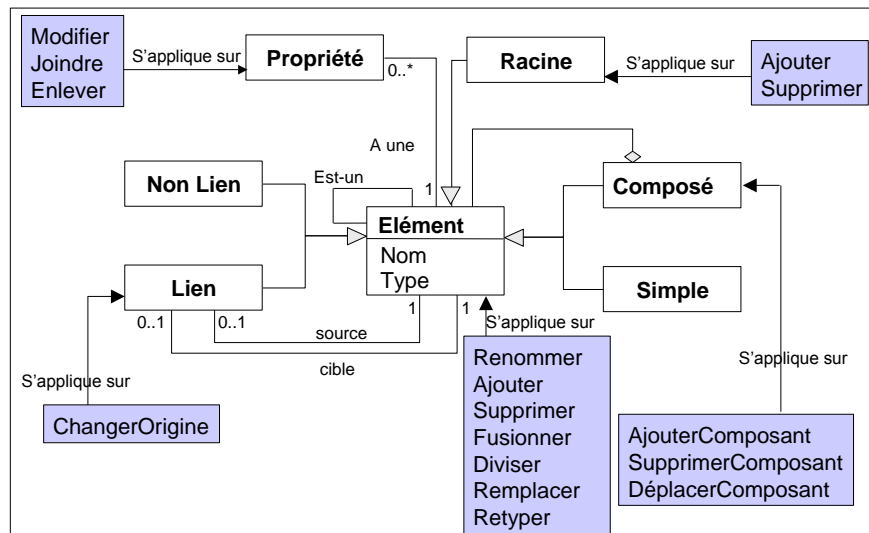 Modifier
Joindre
Enlever
S'applique sur
Propriété
0..*
Racine
S'applique sur
Ajouter
Supprimer
A une
Est-un
1
Non Lien
Elément
Nom
Type
Composé
Lien
Simple
0..1
0..1
source
cible
1
1
S'applique sur
S'applique sur
ChangerOrigine
Renommer
Ajouter
Supprimer
Fusionner
Diviser
Remplacer
Retyper
S'applique sur
AjouterComposant
SupprimerComposant
DéplacerComposant